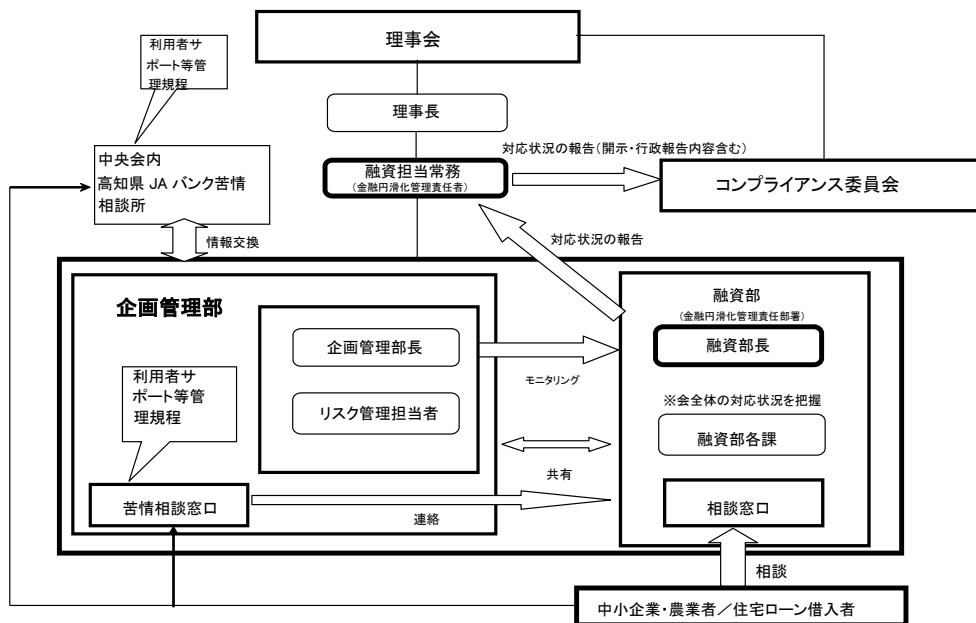 理事会
利用者サ
ポート等管
理規程
理事長
対応状況の報告(開示・行政報告内容含む)
中央会内
高知県 JA バンク苦情
相談所
融資担当常務
(金融円滑化管理責任者)
コンプライアンス委員会
情報交換
対応状況の報告
企画管理部
融資部
(金融円滑化管理責任部署)
企画管理部長
融資部長
モニタリング
利用者サ
ポート等管
理規程
リスク管理担当者
※会全体の対応状況を把握
融資部各課
共有
苦情相談窓口
連絡
相談窓口
相談
中小企業・農業者／住宅ローン借入者